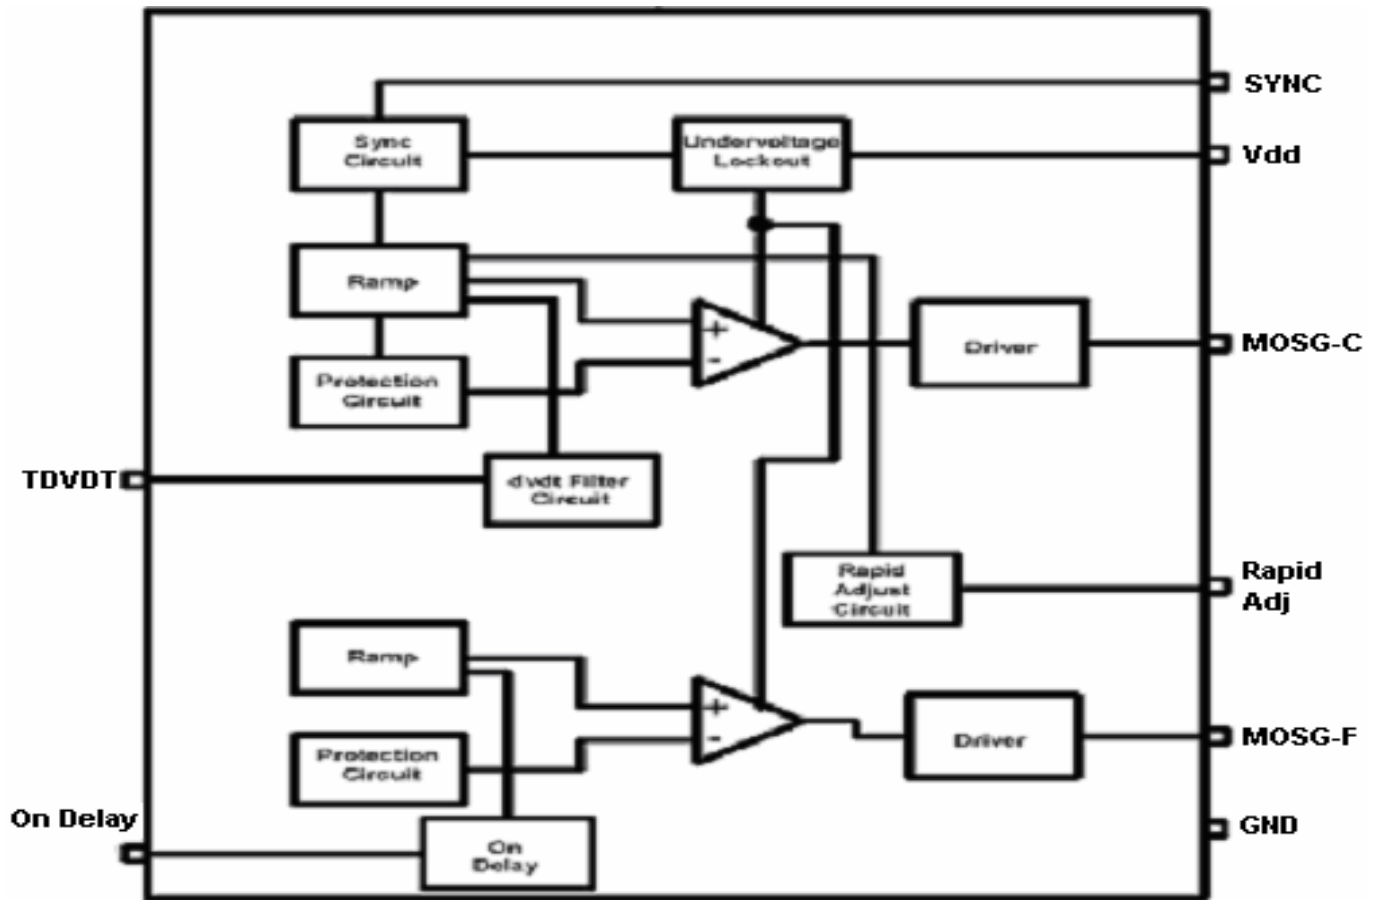 SYNC
Sync
Circuit
Undervoltage
Lockout
Vdd
Ramp
+
-
Driver
MOSG-C
Protection
Circuit
TDVDT
dvdt Filter
Circuit
Rapid
Adjust
Circuit
Rapid
Adj
Ramp
+
-
Driver
MOSG-F
Protection
Circuit
On Delay
GND
On
Delay